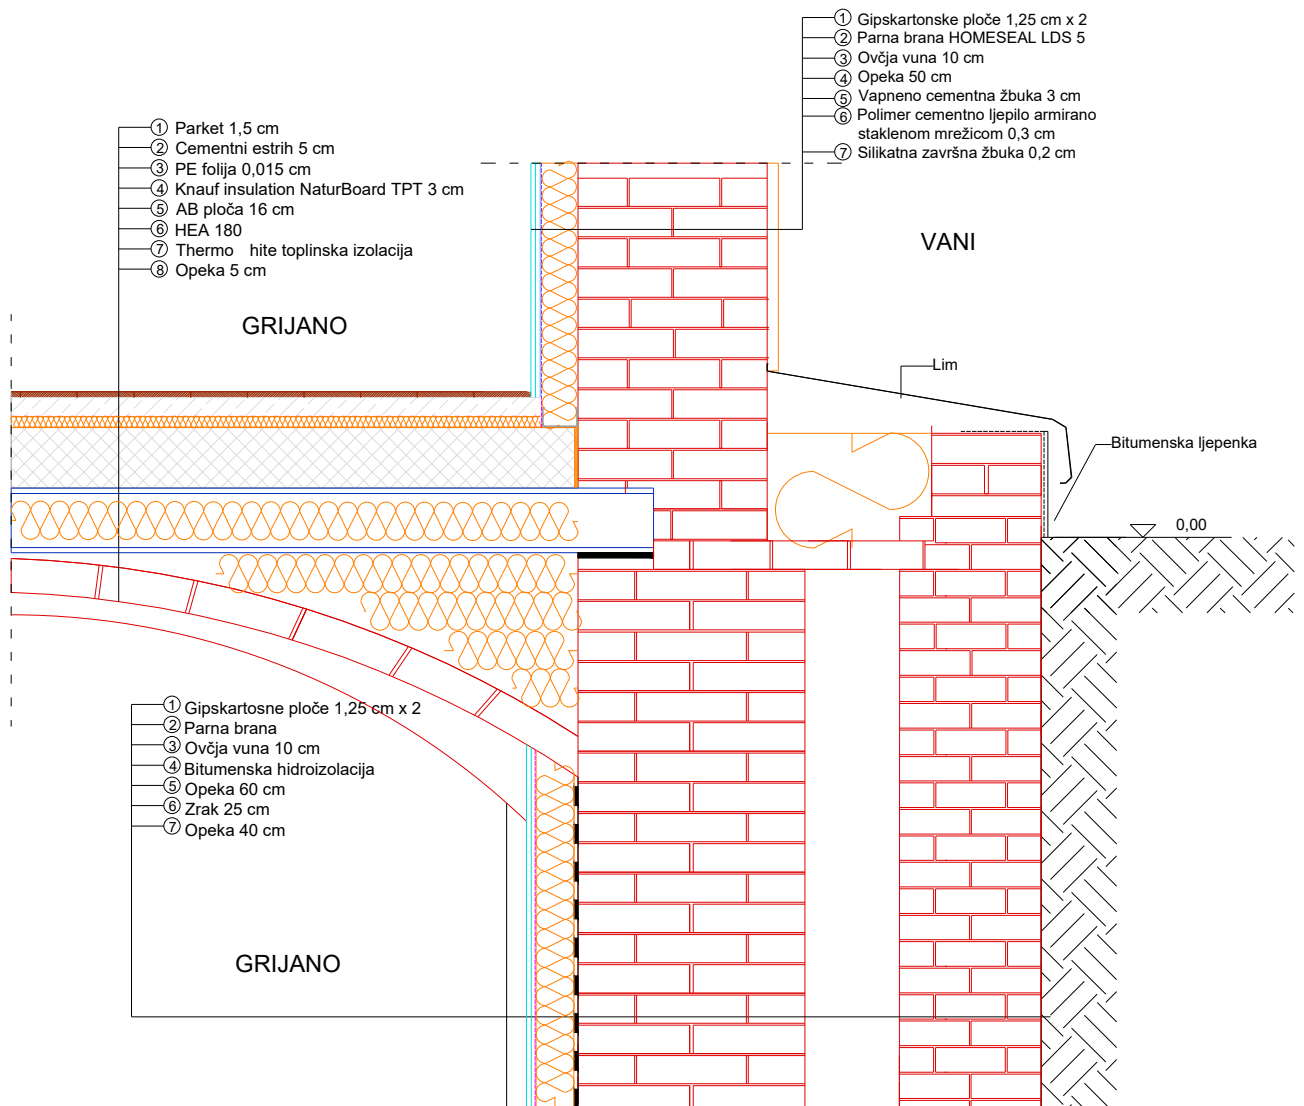 ① Gipskartonske ploče 1,25 cm x 2
② Parna brana HOMESEAL LDS 5
③ Ovčja vuna 10 cm
④ Opeka 50 cm
⑤ Vapneno cementna žbuka 3 cm
⑥ Polimer cementno ljepilo armirano
staklenom mrežicom 0,3 cm
⑦ Silikatna završna žbuka 0,2 cm
① Parket 1,5 cm
② Cementni estrih 5 cm
③ PE folija 0,015 cm
④ Knauf insulation NaturBoard TPT 3 cm
⑤ AB ploča 16 cm
⑥ HEA 180
⑦ Thermo hite toplinska izolacija
⑧ Opeka 5 cm
VANI
GRIJANO
Lim
Bitumenska ljepenka
0,00
① Gipskartosne ploče 1,25 cm x 2
② Parna brana
③ Ovčja vuna 10 cm
④ Bitumenska hidroizolacija
⑤ Opeka 60 cm
⑥ Zrak 25 cm
⑦ Opeka 40 cm
GRIJANO